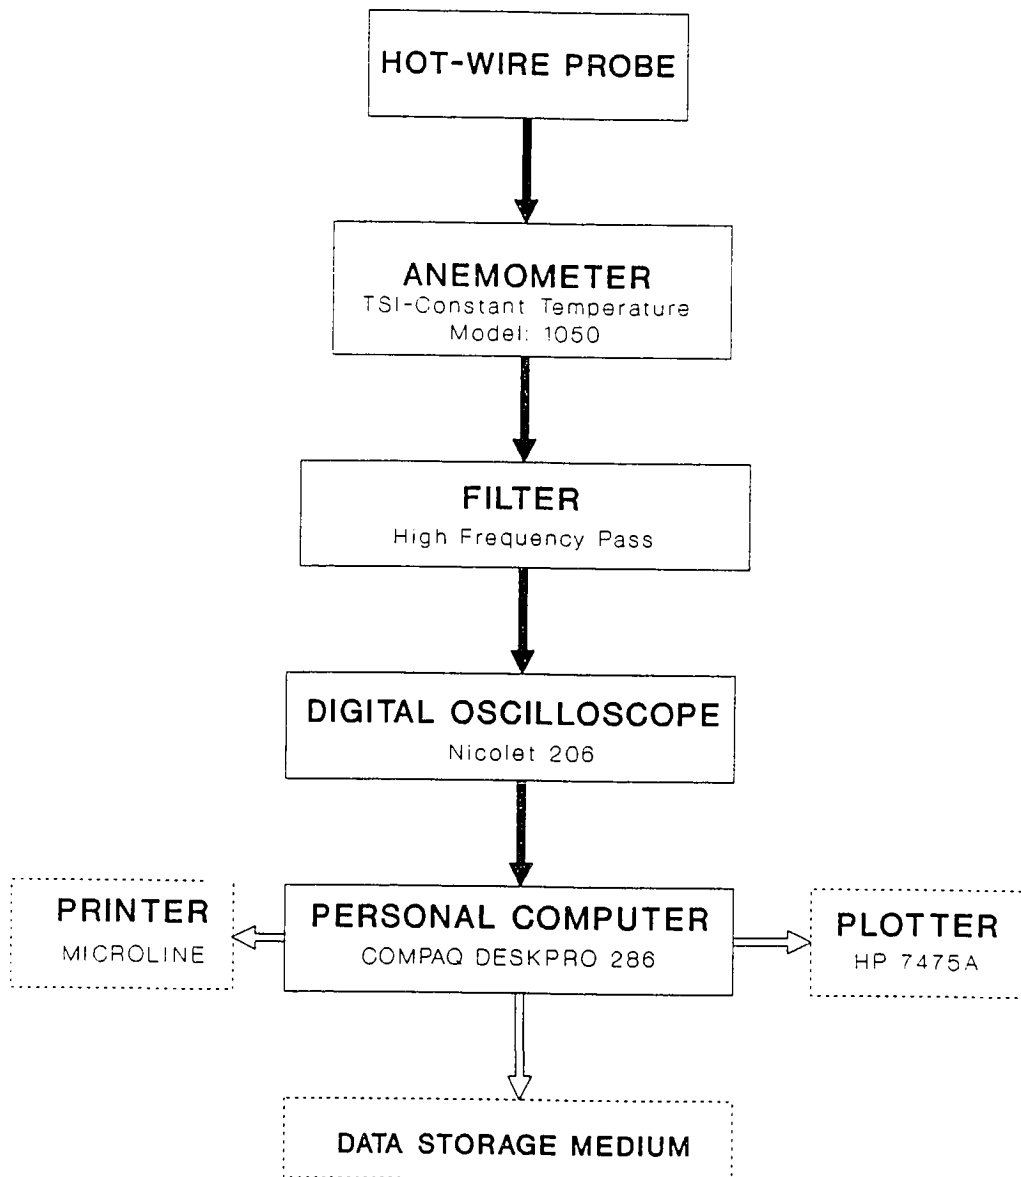 HOT-WIRE PROBE
ANEMOMETER
TSI-Constant Temperature
Model: 1050
FILTER
High Frequency Pass
DIGITAL OSCILLOSCOPE
Nicolet 206
PRINTER
MICROLINE
PERSONAL COMPUTER
COMPAQ DESKPRO 286
PLOTTER
HP 7475A
DATA STORAGE MEDIUM